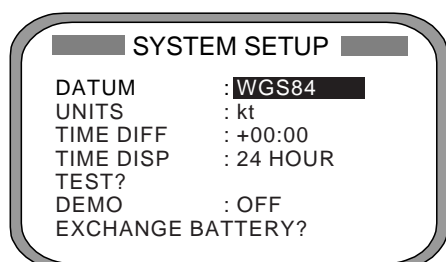 SYSTEM SETUP
DATUM : WGS84
UNITS : kt
TIME DIFF : +00:00
TIME DISP : 24 HOUR
TEST?
DEMO : OFF
EXCHANGE BATTERY?